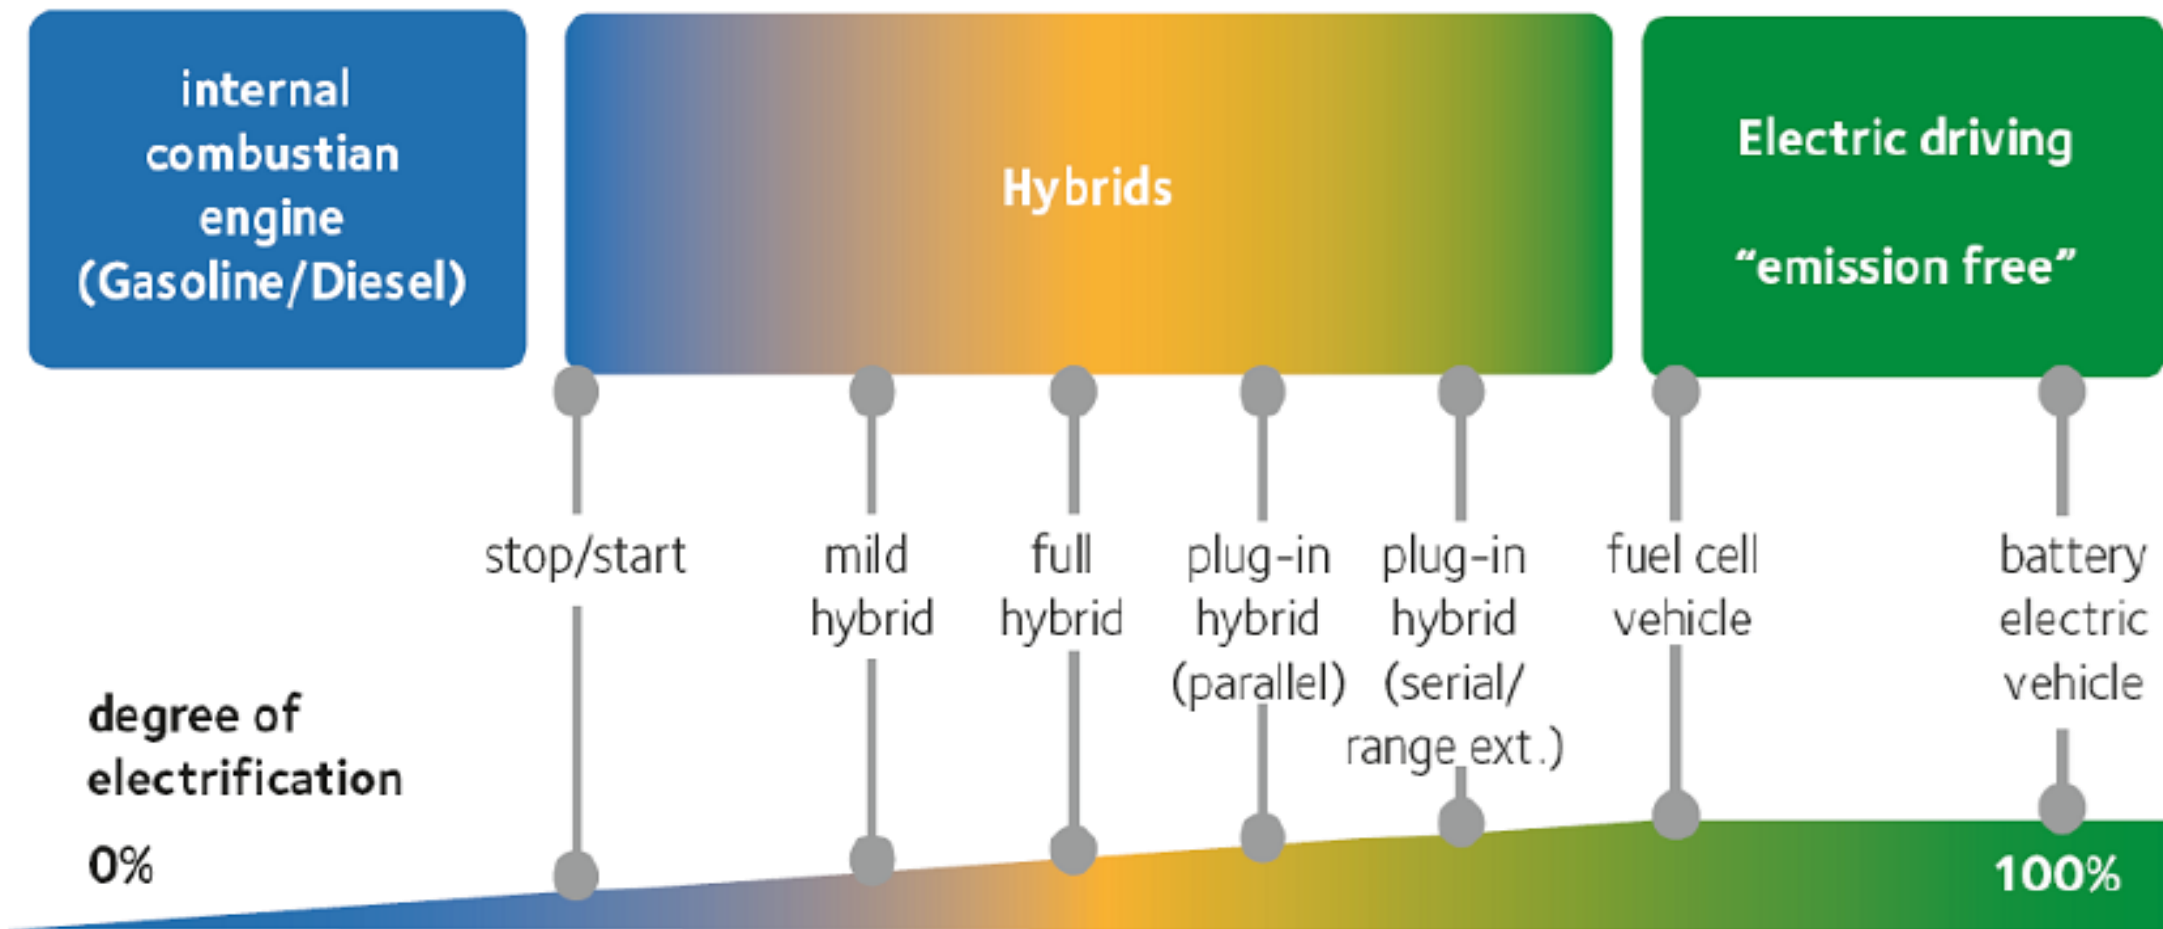 internal
combustian
engine
(Gasoline/Diesel)
Hybrids
Electric driving
“emission free”
stop/start
mild
hybrid
full
hybrid
plug-in
hybrid
(parallel)
plug-in
hybrid
(serial/
range ext.)
fuel cell
vehicle
battery
electric
vehicle
degree of
electrification
0%
100%